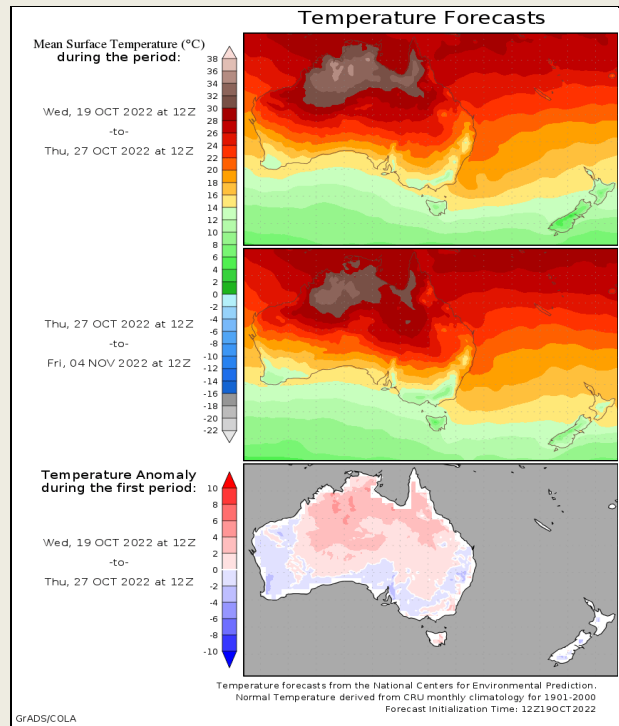 Temperature Forecasts
Mean Surface Temperature (°C)
during the period:
38
36
34
32
30
28
26
24
22
20
18
16
14
12
10
8
6
4
2
0
-2
-4
-6
-8
-10
-12
-14
-16
-18
-20
-22
Wed, 19 OCT 2022 at 12Z
-to-
Thu, 27 OCT 2022 at 12Z
Thu, 27 OCT 2022 at 12Z
-to-
Fri, 04 NOV 2022 at 12Z
Temperature Anomaly
during the first period:
10
8
6
4
2
0
-2
-4
-6
-8
-10
Wed, 19 OCT 2022 at 12Z
-to-
Thu, 27 OCT 2022 at 12Z
Temperature forecasts from the National Centers for Environmental Prediction.
Normal Temperature derived from CRU monthly climatology for 1901-2000
Forecast Initialization Time: 12Z19OCT2022
GrADS/COLA